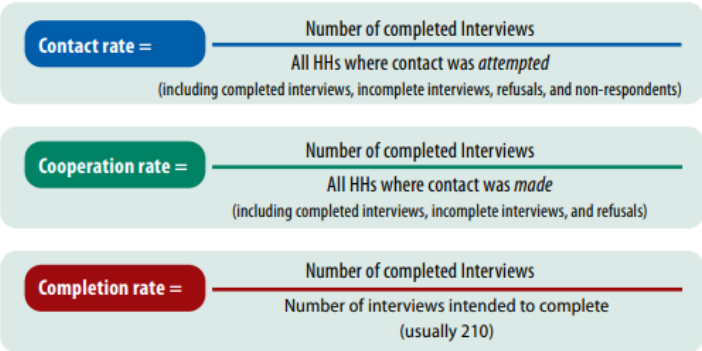 Contact rate =
Number of completed Interviews
All HHs where contact was attempted
(including completed interviews, incomplete interviews, refusals, and non-respondents)
Cooperation rate =
Number of completed Interviews
All HHs where contact was made
(including completed interviews, incomplete interviews, and refusals)
Completion rate =
Number of completed Interviews
Number of interviews intended to complete
(usually 210)